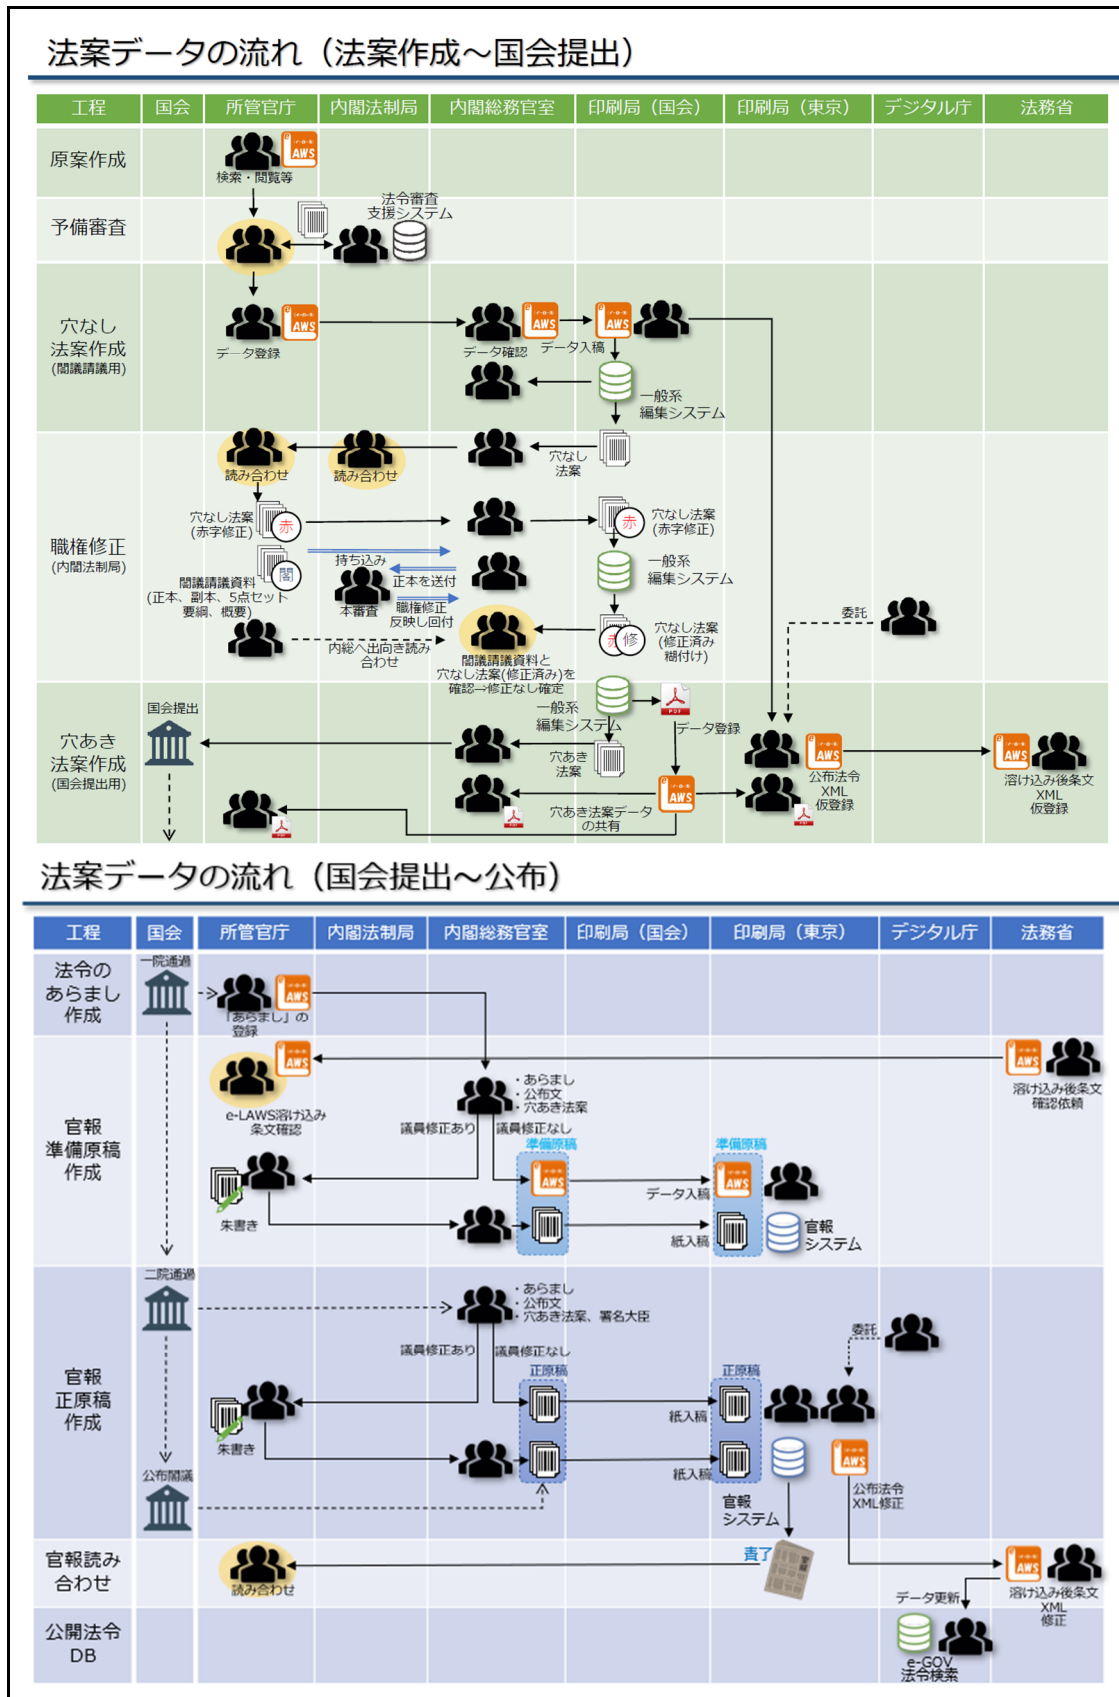 法案データの流れ（法案作成～国会提出）
工程 国会 所管官庁 内閣法制局 内閣総務官室 印刷局（国会） 印刷局（東京） デジタル庁 法務省
原案作成
e-LAWS
検索・閲覧等
予備審査
法令審査
支援システム
穴なし
法案作成
(閣議請議用)
データ登録
データ確認
データ入稿
一般系
編集システム
職権修正
(内閣法制局)
読み合わせ
読み合わせ
穴なし
法案
穴なし法案
(赤字修正)
赤
赤
穴なし法案
(赤字修正)
閣
閣議請議資料
(正本、副本、5点セット
要綱、概要)
持ち込み
正本を送付
本審査
職権修正
反映し回付
一般系
編集システム
内総へ出向き読み
合わせ
赤
修
穴なし法案
(修正済み
糊付け)
閣議請議資料と
穴なし法案(修正済み)を
確認→修正なし確定
委託
穴あき
法案作成
(国会提出用)
国会提出
一般系
編集システム
PDF
データ登録
穴あき
法案
公布法令
XML
仮登録
溶け込み後条文
XML
仮登録
穴あき法案データ
の共有
法案データの流れ（国会提出～公布）
工程 国会 所管官庁 内閣法制局 内閣総務官室 印刷局（国会） 印刷局（東京） デジタル庁 法務省
法令の
あらまし
作成
一院通過
「あらまし」の
登録
官報
準備原稿
作成
e-LAWS溶け込み
条文確認
・あらまし
・公布文
・穴あき法案
溶け込み後条文
確認依頼
議員修正あり
議員修正なし
準備原稿
準備原稿
データ入稿
朱書き
紙入稿
官報
システム
官報
正原稿
作成
二院通過
・あらまし
・公布文
・穴あき法案、署名大臣
委託
議員修正あり
議員修正なし
正原稿
正原稿
紙入稿
朱書き
紙入稿
公布閣議
官報
システム
公布法令
XML修正
官報読み
合わせ
読み合わせ
責了
官報
溶け込み後条文
XML
修正
データ更新
公開法令
DB
e-GOV
法令検索